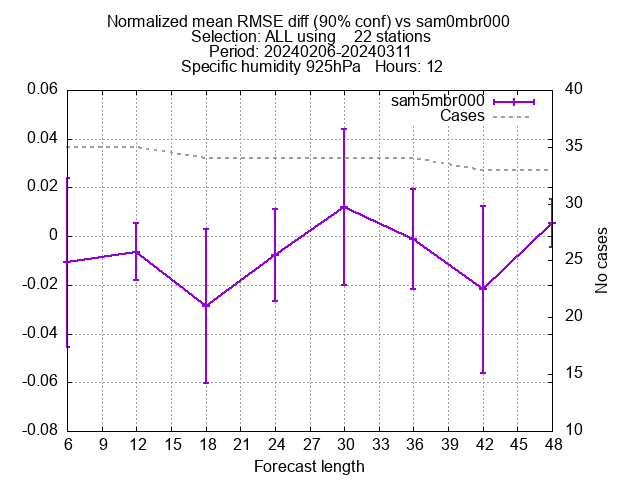 Normalized mean RMSE diff (90% conf) vs sam0mbr000
Selection: ALL using    22 stations
Period: 20240206-20240311
Specific humidity 925hPa   Hours: 12
sam5mbr000
Cases
0.06
0.04
0.02
0
-0.02
-0.04
-0.06
-0.08
40
35
30
25
20
15
10
No cases
6 9 12 15 18 21 24 27 30 33 36 39 42 45 48
Forecast length